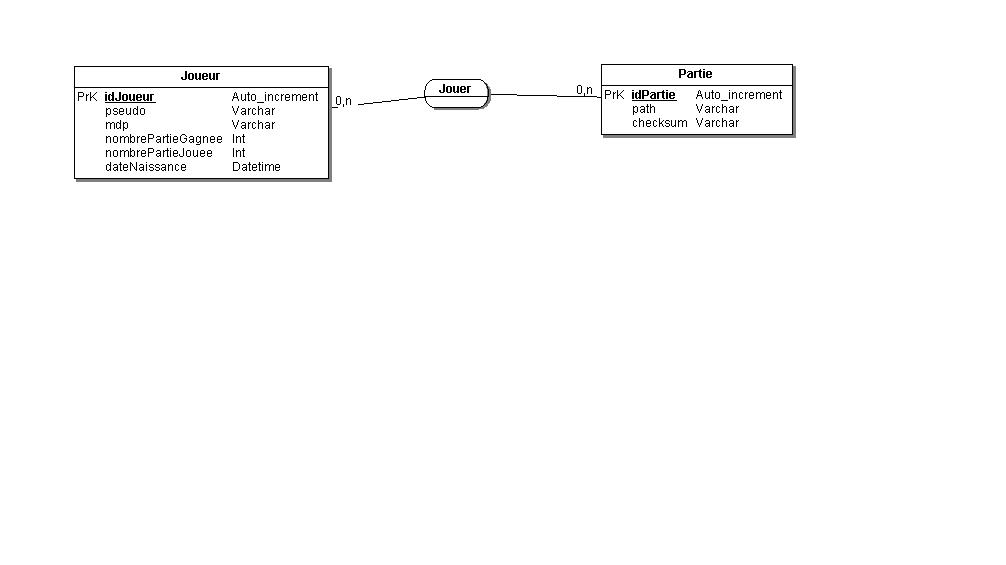 Joueur
PrK idJoueur Auto_increment
pseudo Varchar
mdp Varchar
nombrePartieGagnee Int
nombrePartieJouee Int
dateNaissance Datetime
0,n
Jouer
0,n
Partie
PrK idPartie Auto_increment
path Varchar
checksum Varchar